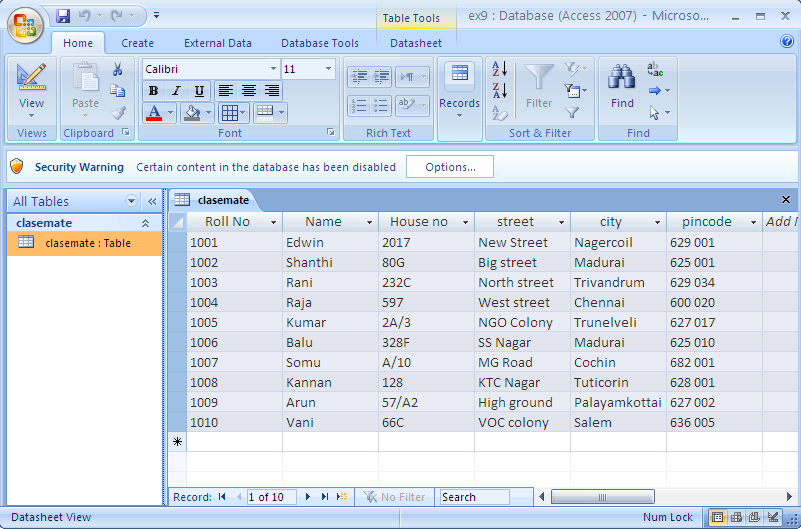 Table Tools
ex9 : Database (Access 2007) - Microso...
Home Create External Data Database Tools Datasheet
View
Views
Paste
Clipboard
Calibri 11
B I U
A
Font
Rich Text
Records
A Z
Z A
Filter
Sort & Filter
Find
ab ac
Find
Security Warning Certain content in the database has been disabled Options...
All Tables
clasemate
clasemate : Table
clasemate
Roll No Name House no street city pincode Add
1001 Edwin 2017 New Street Nagercoil 629 001
1002 Shanthi 80G Big street Madurai 625 001
1003 Rani 232C North street Trivandrum 629 034
1004 Raja 597 West street Chennai 600 020
1005 Kumar 2A/3 NGO Colony Trunelveli 627 017
1006 Balu 328F SS Nagar Madurai 625 010
1007 Somu A/10 MG Road Cochin 682 001
1008 Kannan 128 KTC Nagar Tuticorin 628 001
1009 Arun 57/A2 High ground Palayamkottai 627 002
1010 Vani 66C VOC colony Salem 636 005
Record: 1 of 10 No Filter Search
Datasheet View Num Lock